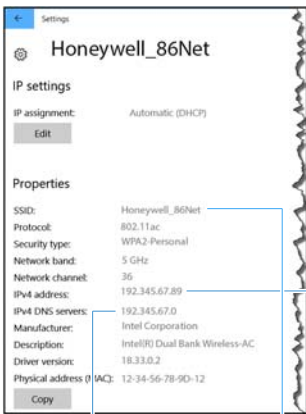 Settings
Honeywell_86Net
IP settings
IP assignment: Automatic (DHCP)
Edit
Properties
SSID: Honeywell_86Net
Protocol: 802.11ac
Security type: WPA2-Personal
Network band: 5 GHz
Network channel: 36
IPv4 address: 192.345.67.89
IPv4 DNS servers: 192.345.67.0
Manufacturer: Intel Corporation
Description: Intel(R) Dual Bank Wireless-AC
Driver version: 18.33.0.2
Physical address (MAC): 12-34-56-78-9D-12
Copy